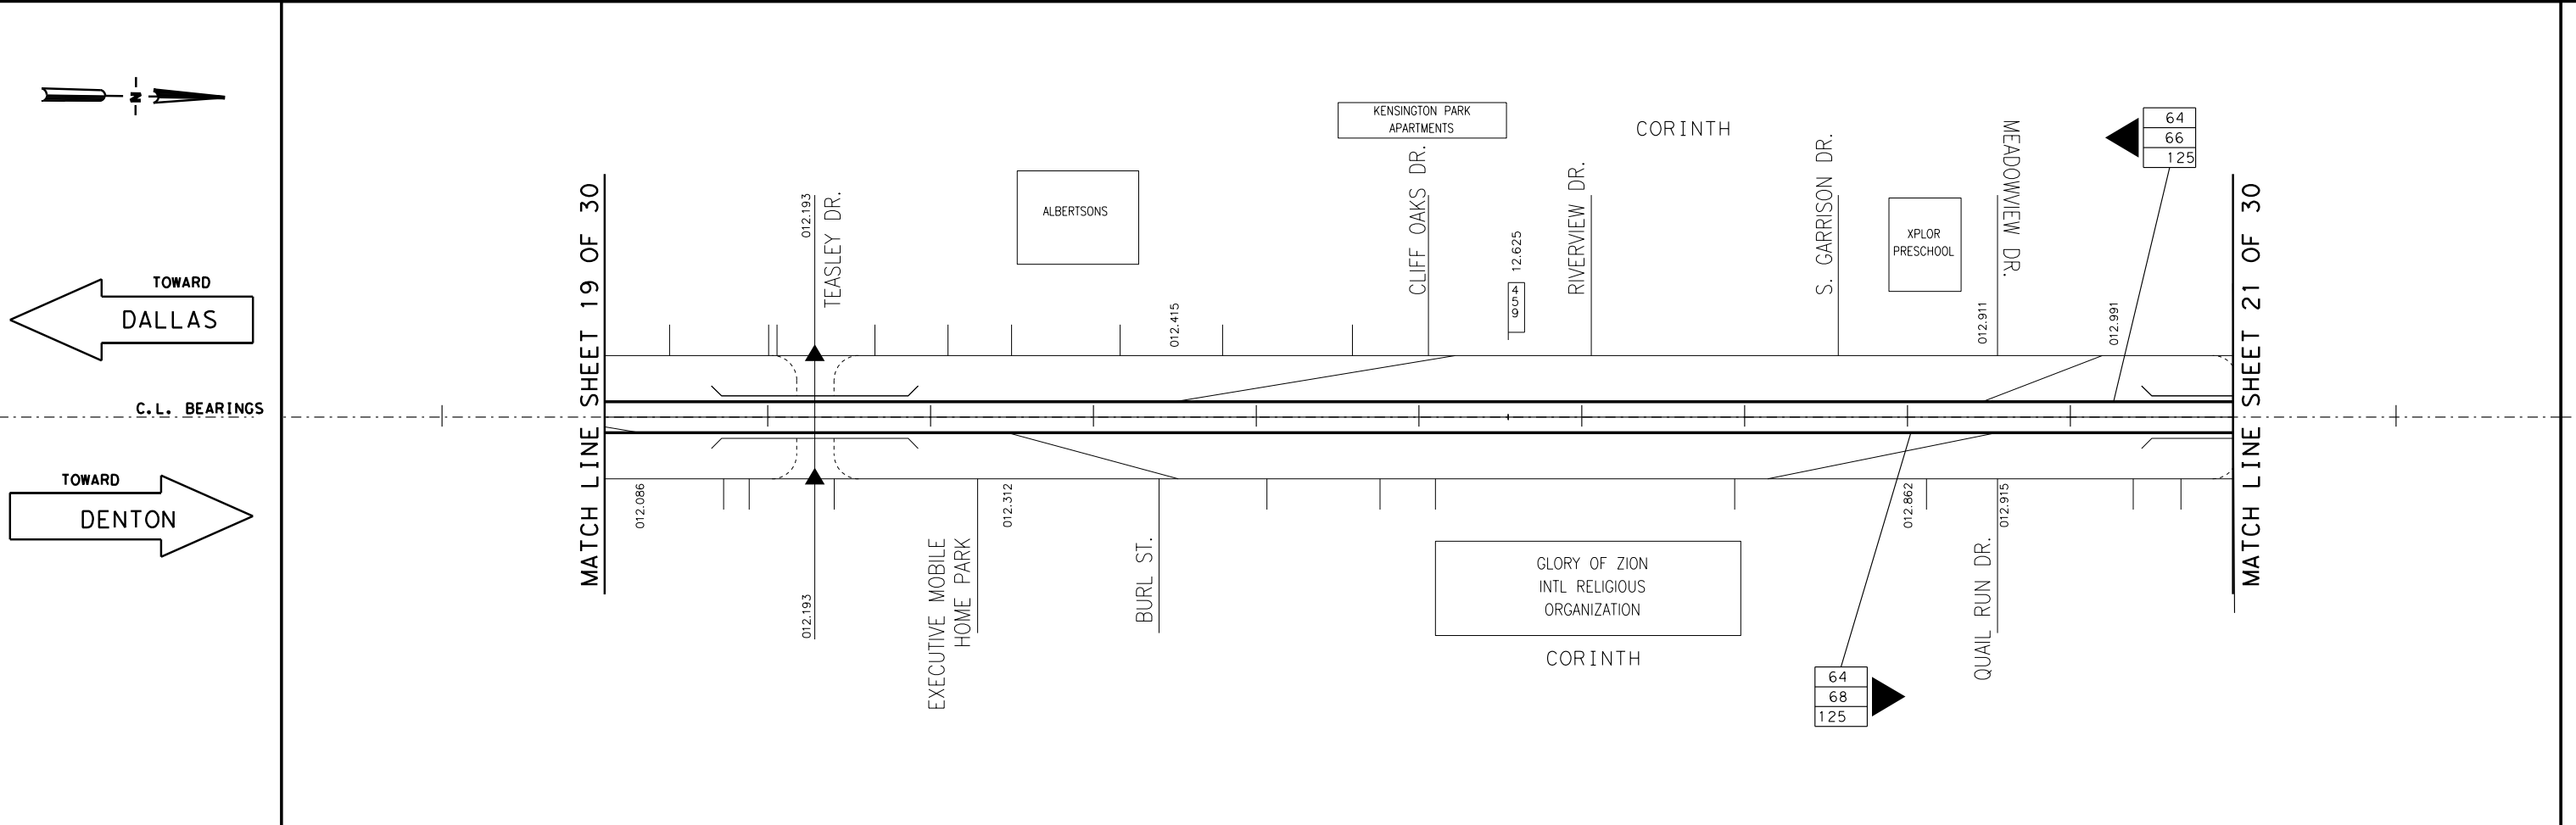 N
TOWARD
DALLAS
C.L. BEARINGS
TOWARD
DENTON
MATCH LINE SHEET 19 OF 30
012.193
TEASLEY DR.
ALBERTSONS
012.415
KENSINGTON PARK
APARTMENTS
CLIFF OAKS DR.
12.625
459
RIVERVIEW DR.
CORINTH
S. GARRISON DR.
XPLOR
PRESCHOOL
MEADOWVIEW DR.
012.911
012.991
64
66
125
012.086
012.193
EXECUTIVE MOBILE
HOME PARK
012.312
BURL ST.
GLORY OF ZION
INTL RELIGIOUS
ORGANIZATION
CORINTH
012.862
64
68
125
QUAIL RUN DR.
012.915
MATCH LINE SHEET 21 OF 30